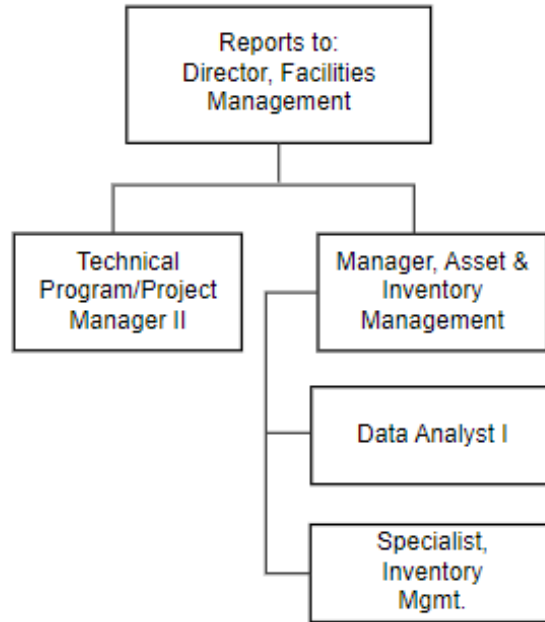 Reports to:
Director, Facilities
Management
Technical
Program/Project
Manager II
Manager, Asset &
Inventory
Management
Data Analyst I
Specialist,
Inventory
Mgmt.